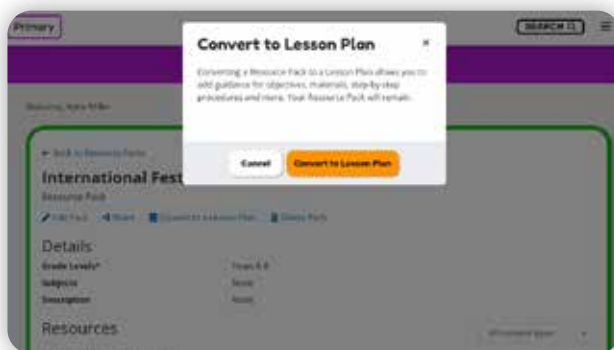 Primary
SEARCH
Convert to Lesson Plan
×
Converting a Resource Pack to a Lesson Plan allows you to
add guidance for objectives, materials, step-by-step
procedures and more. Your Resource Pack will remain.
Cancel
Convert to Lesson Plan
Back to Resource Packs
International Fest
Resource Pack
Edit Pack
Share
Convert to a Lesson Plan
Delete Pack
Details
Grade Levels*
Subjects
None
Description
None
Resources